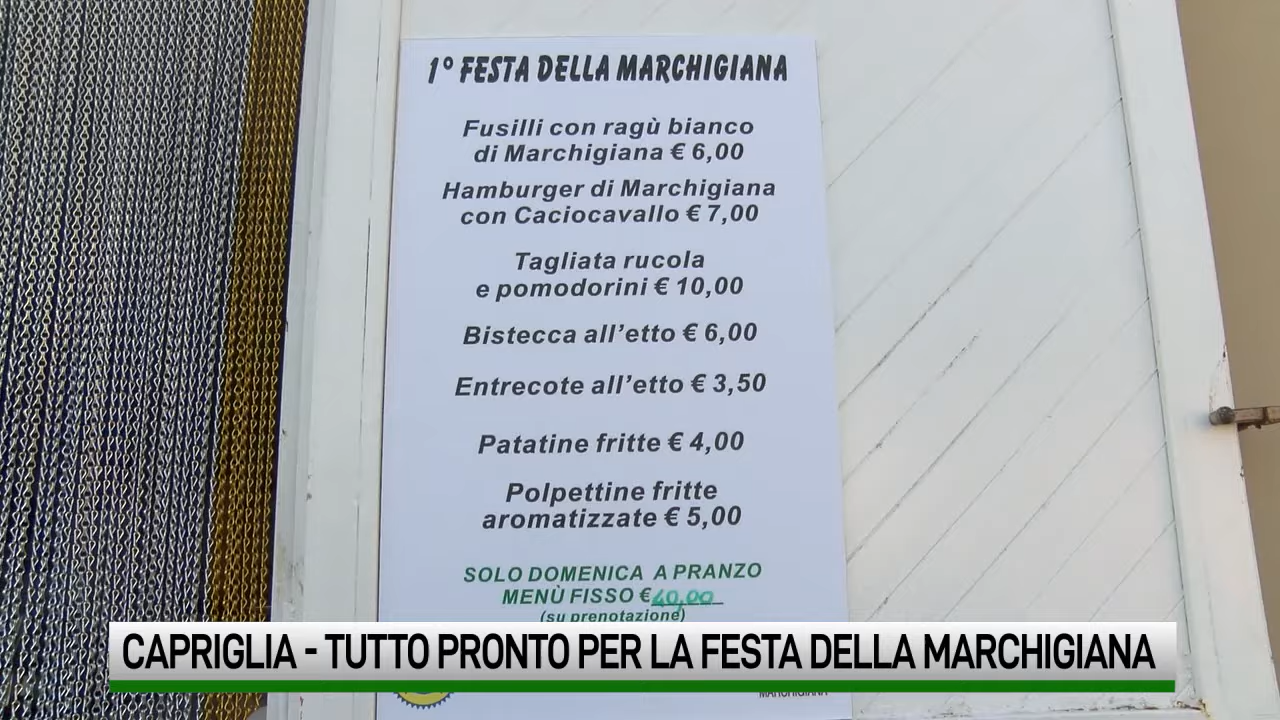 1° FESTA DELLA MARCHIGIANA
Fusilli con ragù bianco
di Marchigiana € 6,00
Hamburger di Marchigiana
con Caciocavallo € 7,00
Tagliata rucola
e pomodorini € 10,00
Bistecca all'etto € 6,00
Entrecote all'etto € 3,50
Patatine fritte € 4,00
Polpettine fritte
aromatizzate € 5,00
SOLO DOMENICA A PRANZO
MENÙ FISSO € 40,00
(su prenotazione)
CAPRIGLIA - TUTTO PRONTO PER LA FESTA DELLA MARCHIGIANA
MARCHIGIANA